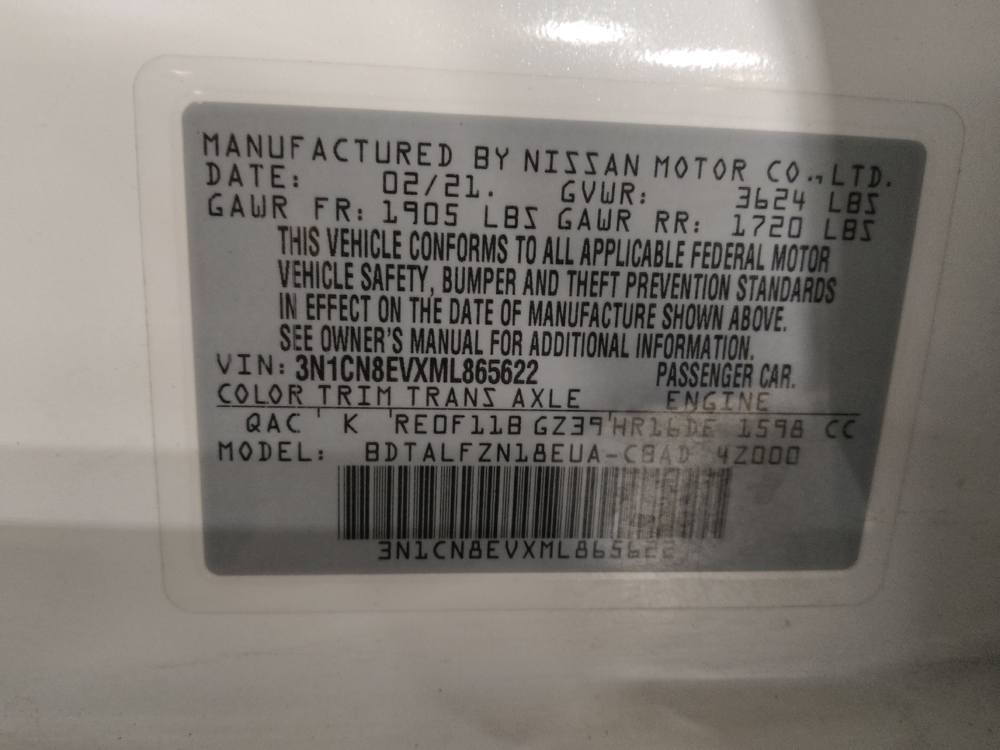 MANUFACTURED BY NISSAN MOTOR CO.,LTD.
DATE: 02/21. GVWR: 3624 LBS
GAWR FR: 1905 LBS GAWR RR: 1720 LBS
THIS VEHICLE CONFORMS TO ALL APPLICABLE FEDERAL MOTOR
VEHICLE SAFETY, BUMPER AND THEFT PREVENTION STANDARDS
IN EFFECT ON THE DATE OF MANUFACTURE SHOWN ABOVE.
SEE OWNER'S MANUAL FOR ADDITIONAL INFORMATION.
VIN: 3N1CN8EVXML865622 PASSENGER CAR.
COLOR TRIM TRANS AXLE ENGINE
QAC K RE0F11B GZ39 HR16DE 1598 CC
MODEL: BDTALFZN18EUA-C8AD 4Z000
3N1CN8EVXML865622